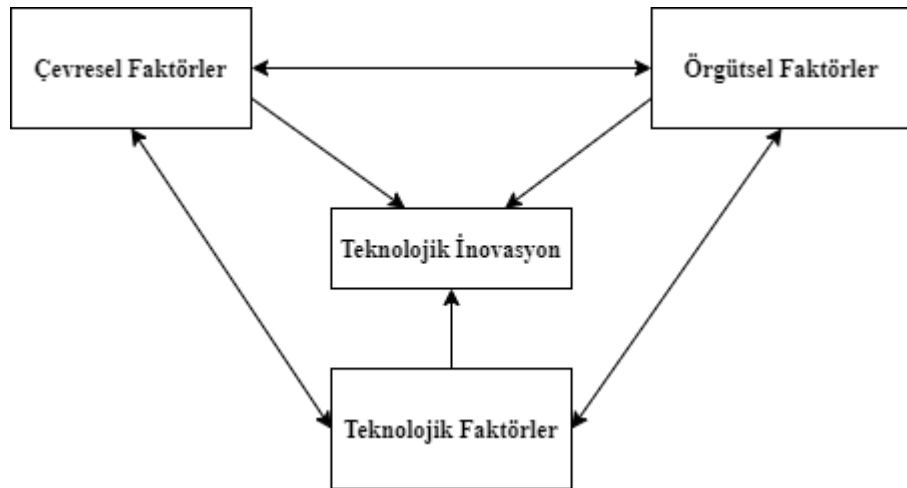 Çevresel Faktörler
Örgütsel Faktörler
Teknolojik İnovasyon
Teknolojik Faktörler